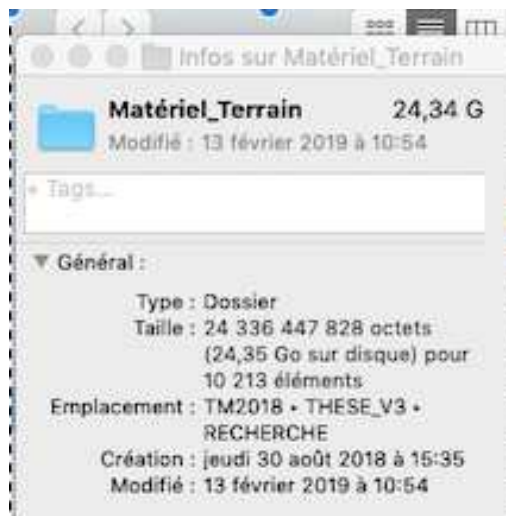 Infos sur Matériel_Terrain
Matériel_Terrain 24,34 G
Modifié : 13 février 2019 à 10:54
Tags...
Général :
Type : Dossier
Taille : 24 336 447 828 octets
(24,35 Go sur disque) pour
10 213 éléments
Emplacement : TM2018 ▸ THESE_V3 ▸
RECHERCHE
Création : jeudi 30 août 2018 à 15:35
Modifié : 13 février 2019 à 10:54